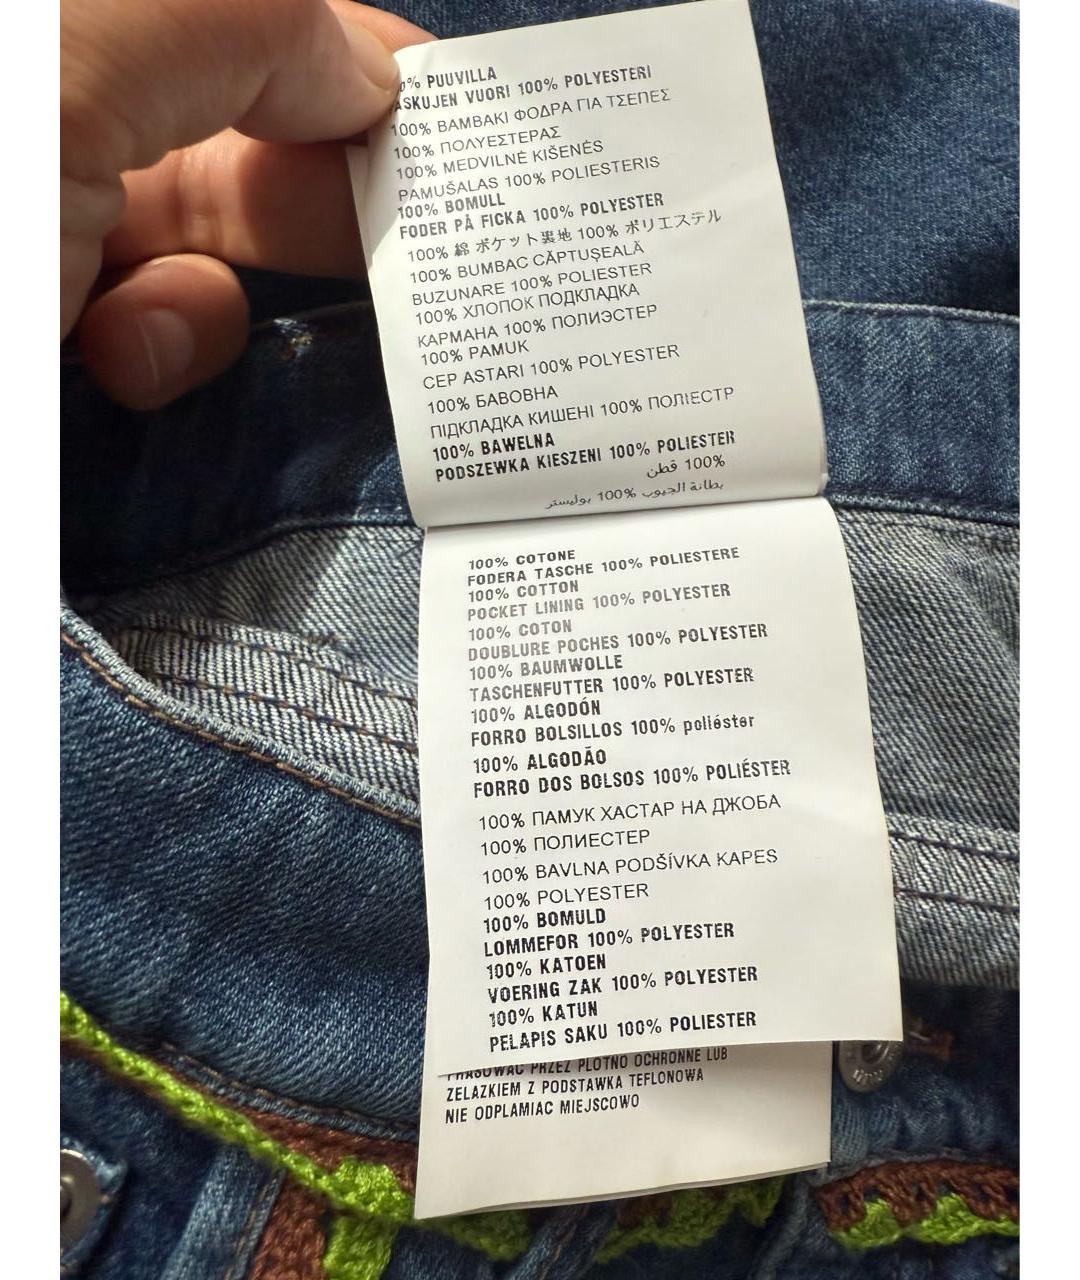 0% PUUVILLA
ASKUJEN VUORI 100% POLYESTERI
100% ΒΑΜΒΑΚΙ ΦΟΔΡΑ ΓΙΑ ΤΣΕΠΕΣ
100% ΠΟΛΥΕΣΤΕΡΑΣ
100% MEDVILNĖ KIŠENĖS
PAMUŠALAS 100% POLIESTERIS
100% BOMULL
FODER PÅ FICKA 100% POLYESTER
100% 綿 ポケット裏地 100% ポリエステル
100% BUMBAC CĂPTUŞEALĂ
BUZUNARE 100% POLIESTER
100% ХЛОПОК ПОДКЛАДКА
КАРМАНА 100% ПОЛИЭСТЕР
100% PAMUK
CEP ASTARI 100% POLYESTER
100% БАВОВНА
ПІДКЛАДКА КИШЕНІ 100% ПОЛІЕСТР
100% BAWELNA
PODSZEWKA KIESZENI 100% POLIESTER
100% قطن
بطانة الجيوب 100% بوليستر
100% COTONE
FODERA TASCHE 100% POLIESTERE
100% COTTON
POCKET LINING 100% POLYESTER
100% COTON
DOUBLURE POCHES 100% POLYESTER
100% BAUMWOLLE
TASCHENFUTTER 100% POLYESTER
100% ALGODÓN
FORRO BOLSILLOS 100% poliéster
100% ALGODÃO
FORRO DOS BOLSOS 100% POLIÉSTER
100% ПАМУК ХАСТАР НА ДЖОБА
100% ПОЛИЕСТЕР
100% BAVLNA PODŠÍVKA KAPES
100% POLYESTER
100% BOMULD
LOMMEFOR 100% POLYESTER
100% KATOEN
VOERING ZAK 100% POLYESTER
100% KATUN
PELAPIS SAKU 100% POLIESTER
PRASOWAC PRZEZ PLOTNO OCHRONNE LUB
ZELAZKIEM Z PODSTAWKA TEFLONOWA
NIE ODPLAMIAC MIEJSCOWO